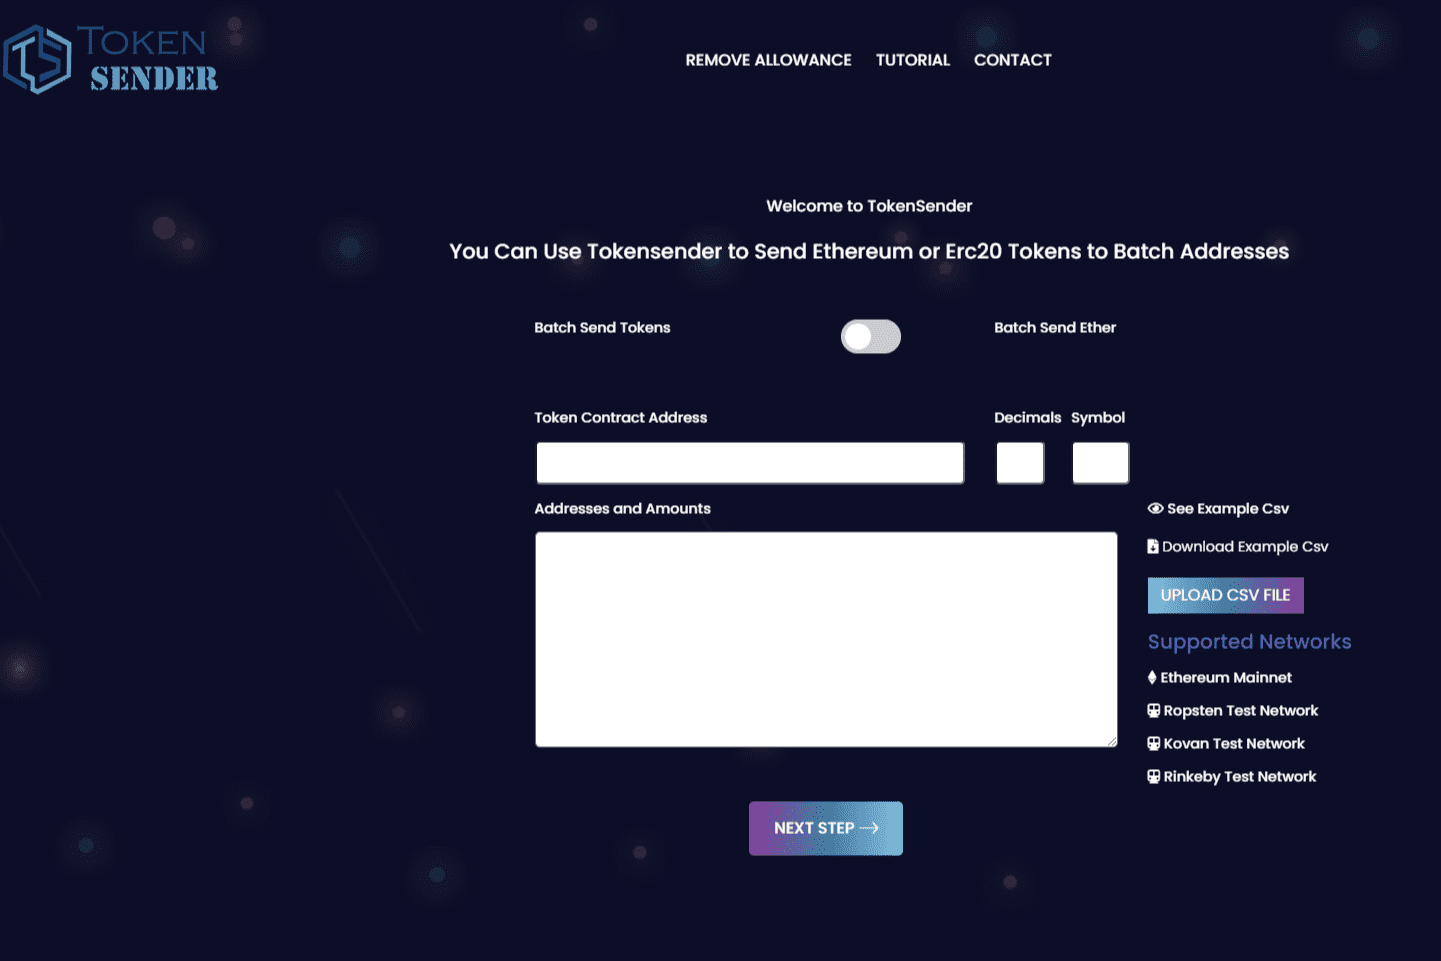 TOKEN
SENDER
REMOVE ALLOWANCE TUTORIAL CONTACT
Welcome to TokenSender
You Can Use Tokensender to Send Ethereum or Erc20 Tokens to Batch Addresses
Batch Send Tokens Batch Send Ether
Token Contract Address Decimals Symbol
Addresses and Amounts
See Example Csv
Download Example Csv
UPLOAD CSV FILE
Supported Networks
Ethereum Mainnet
Ropsten Test Network
Kovan Test Network
Rinkeby Test Network
NEXT STEP